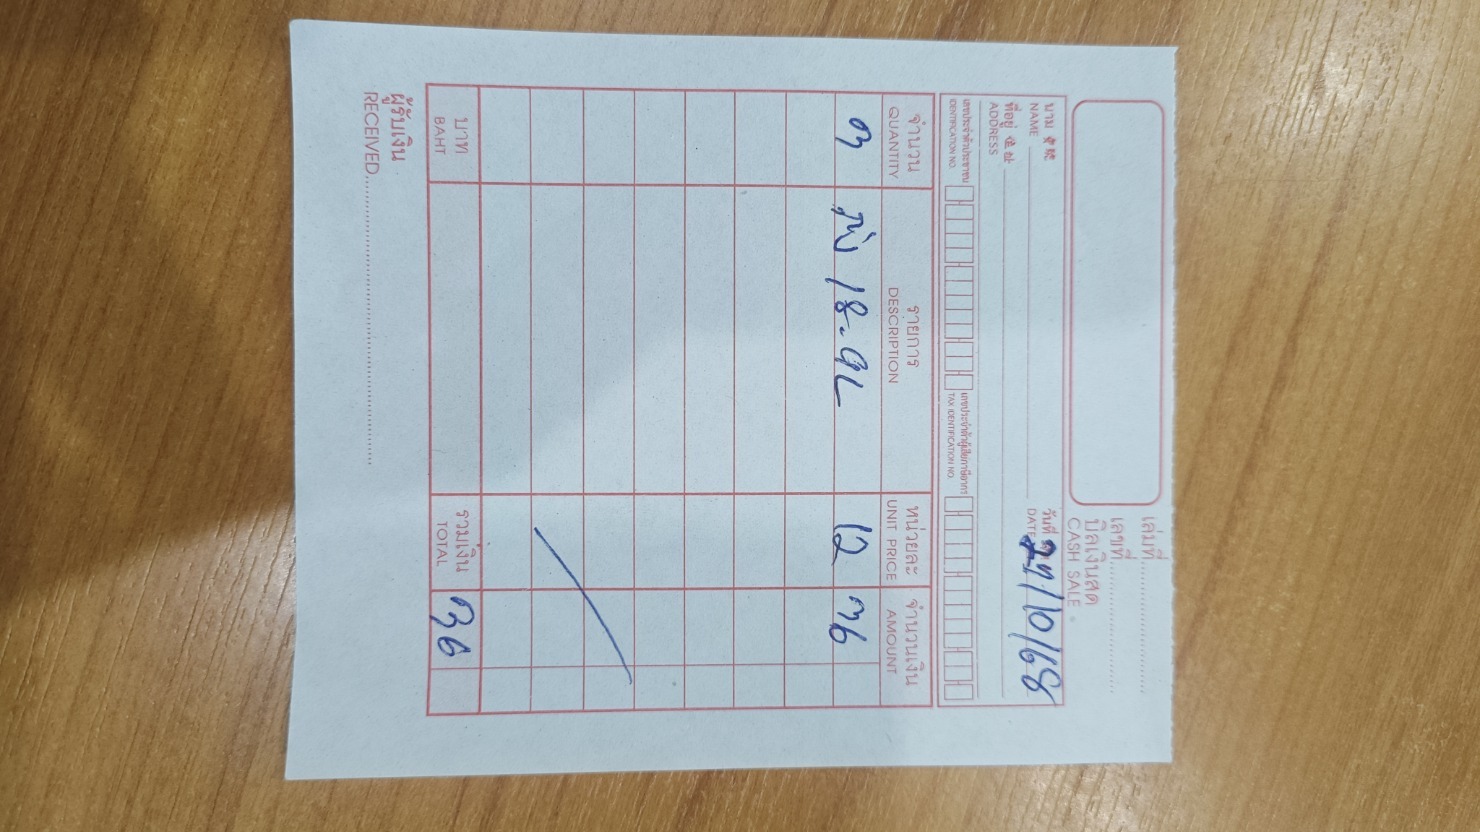 เล่มที่
เลขที่
บิลเงินสด
CASH SALE
นาม
NAME
วันที่
DATE 27/10/68
ที่อยู่ 住址
ADDRESS
เลขประจำตัวประชาชน
IDENTIFICATION NO.
เลขประจำตัวผู้เสียภาษีอากร
TAX IDENTIFICATION NO.
จำนวน รายการ หน่วยละ จำนวนเงิน
QUANTITY DESCRIPTION UNIT PRICE AMOUNT
3 18-9L 12 36
บาท รวมเงิน 36
BAHT TOTAL
ผู้รับเงิน
RECEIVED